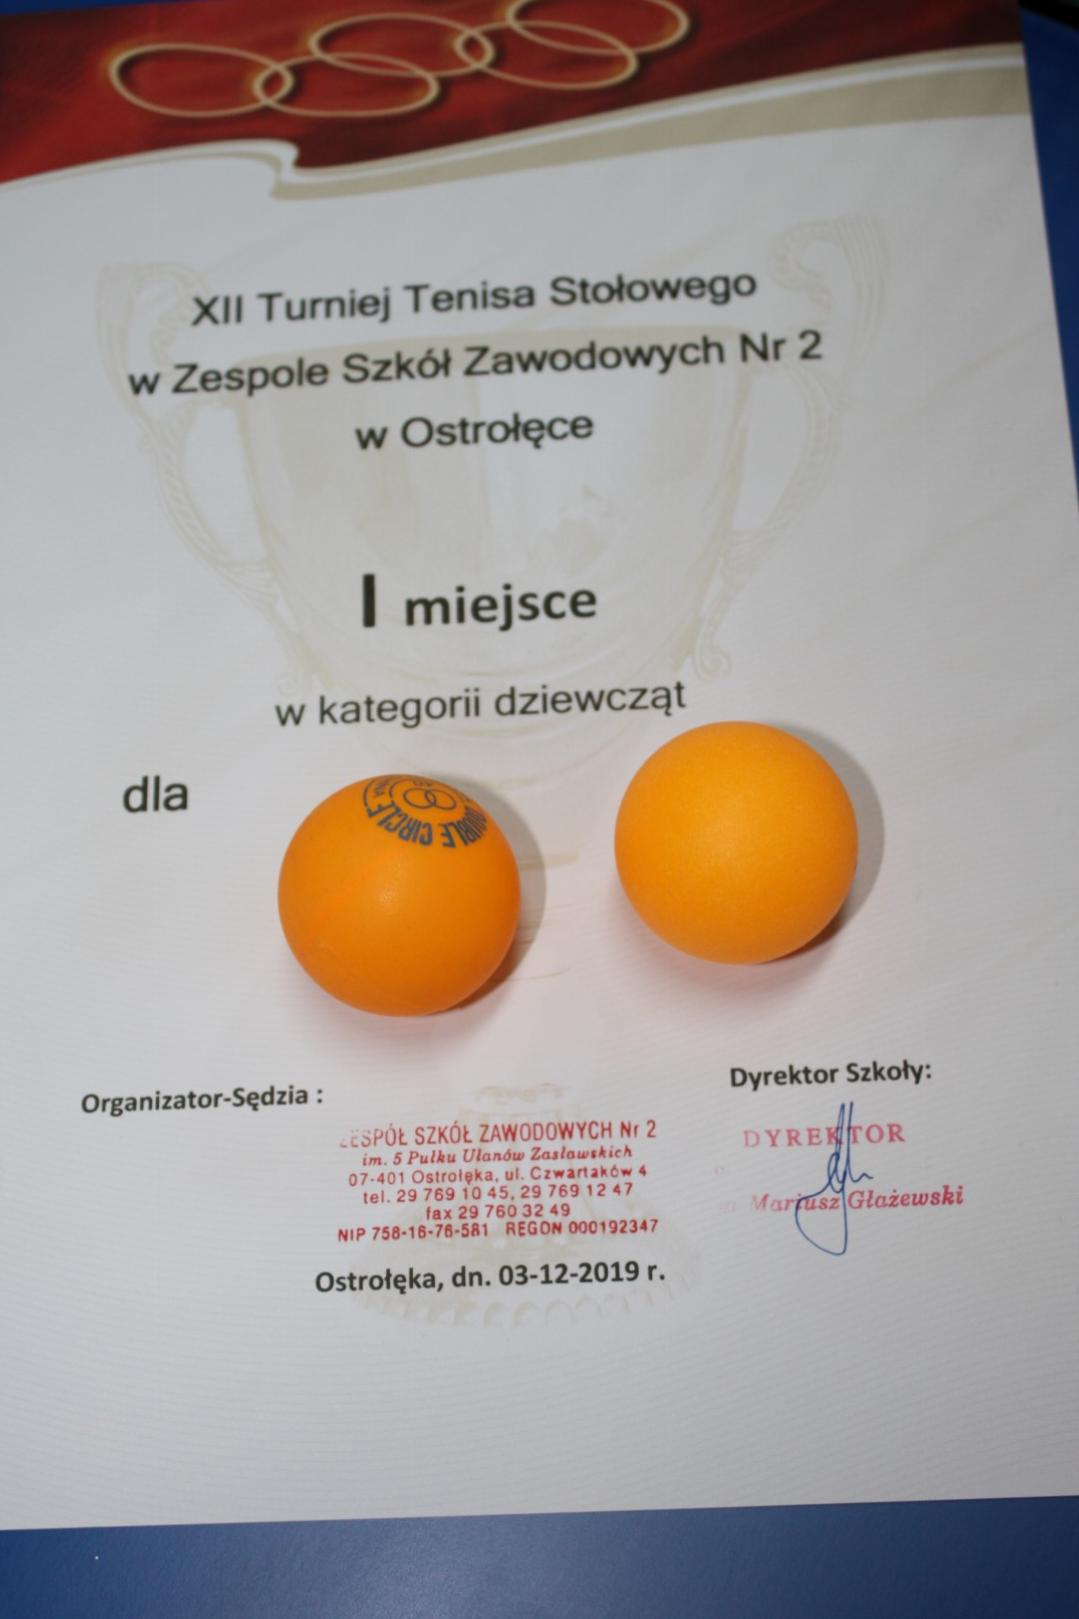 XII Turniej Tenisa Stołowego
w Zespole Szkół Zawodowych Nr 2
w Ostrołęce
I miejsce
w kategorii dziewcząt
dla
DOUBLE CIRCLE
Organizator-Sędzia :
Dyrektor Szkoły:
ZESPÓŁ SZKÓŁ ZAWODOWYCH Nr 2
im. 5 Pułku Ułanów Zasławskich
07-401 Ostrołęka, ul. Czwartaków 4
tel. 29 769 10 45, 29 769 12 47
fax 29 760 32 49
NIP 758-16-76-581 REGON 000192347
DYREKTOR
Mariusz Głażewski
Ostrołęka, dn. 03-12-2019 r.